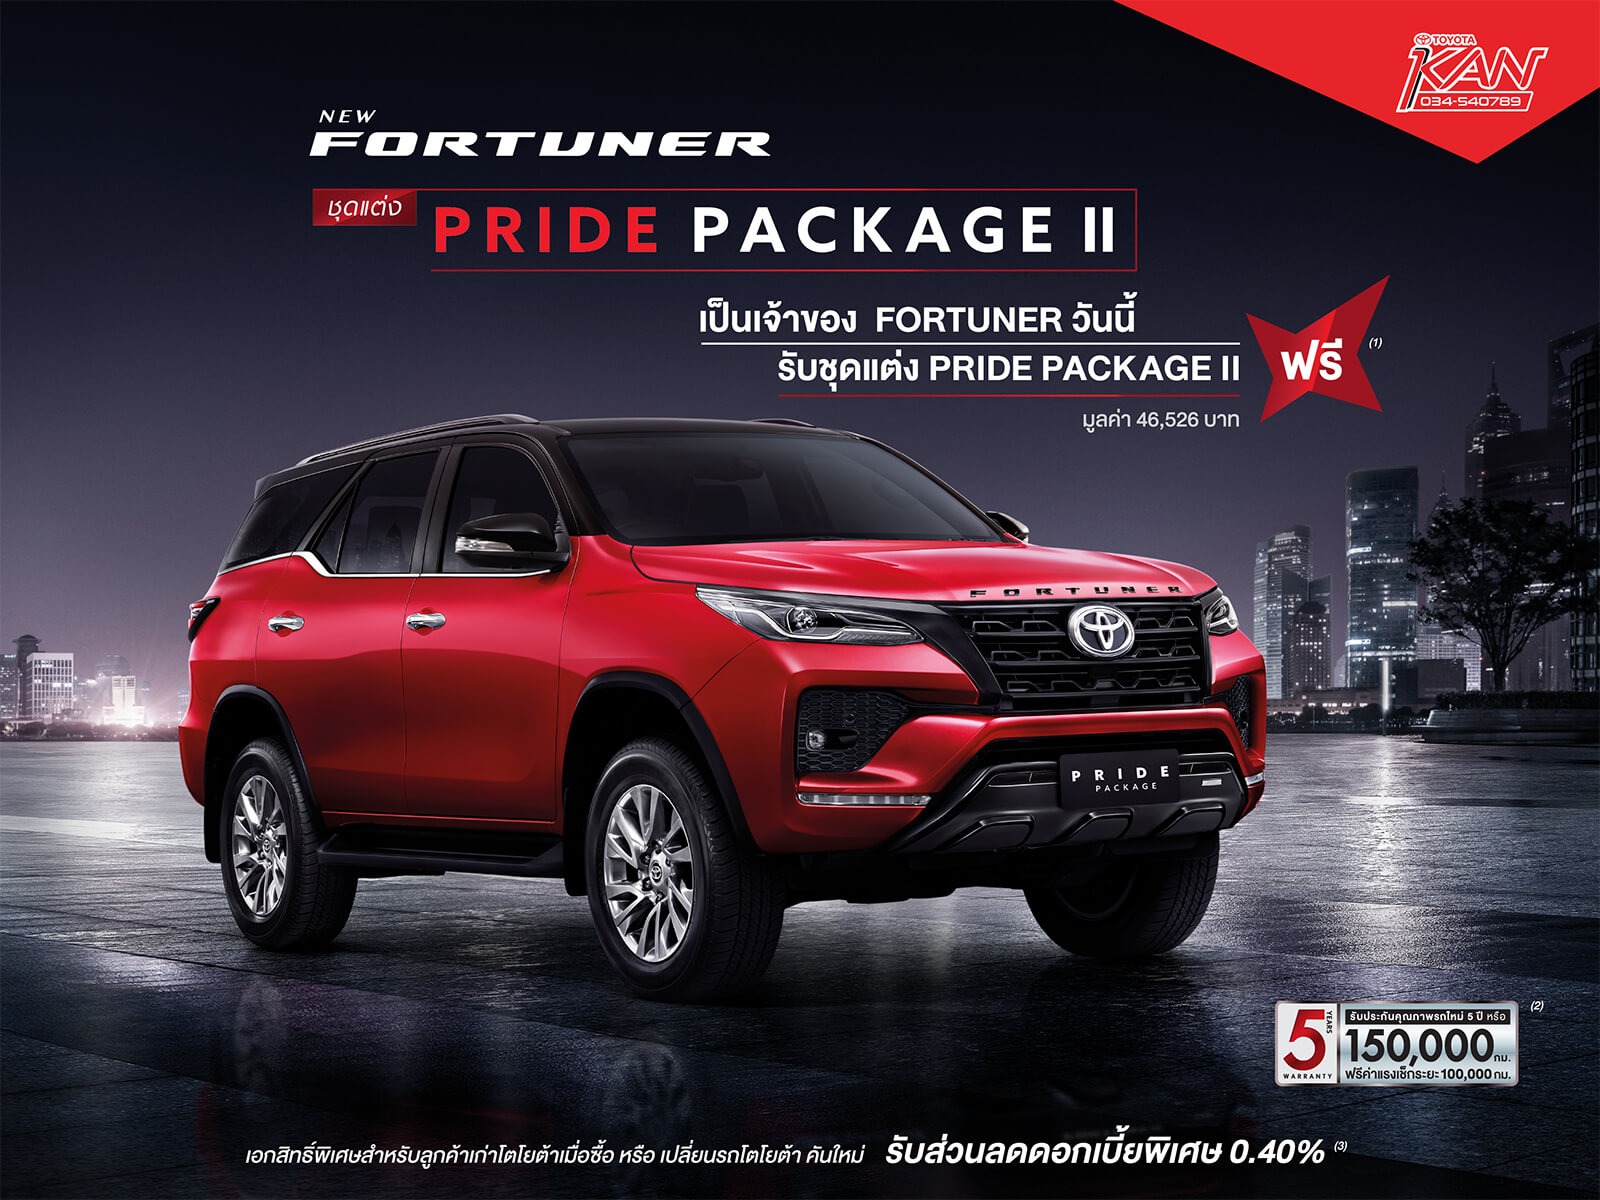 TOYOTA
KAN
034-540789
NEW
FORTUNER
ชุดแต่ง
PRIDE PACKAGE II
เป็นเจ้าของ FORTUNER วันนี้
รับชุดแต่ง PRIDE PACKAGE II
ฟรี (1)
มูลค่า 46,526 บาท
FORTUNER
PRIDE
PACKAGE
5 YEARS
WARRANTY
รับประกันคุณภาพรถใหม่ 5 ปี หรือ
150,000 กม.
ฟรีค่าแรงเช็กระยะ 100,000 กม.
(2)
เอกสิทธิ์พิเศษสำหรับลูกค้าเก่าโตโยต้าเมื่อซื้อ หรือ เปลี่ยนรถโตโยต้า คันใหม่ รับส่วนลดดอกเบี้ยพิเศษ 0.40% (3)